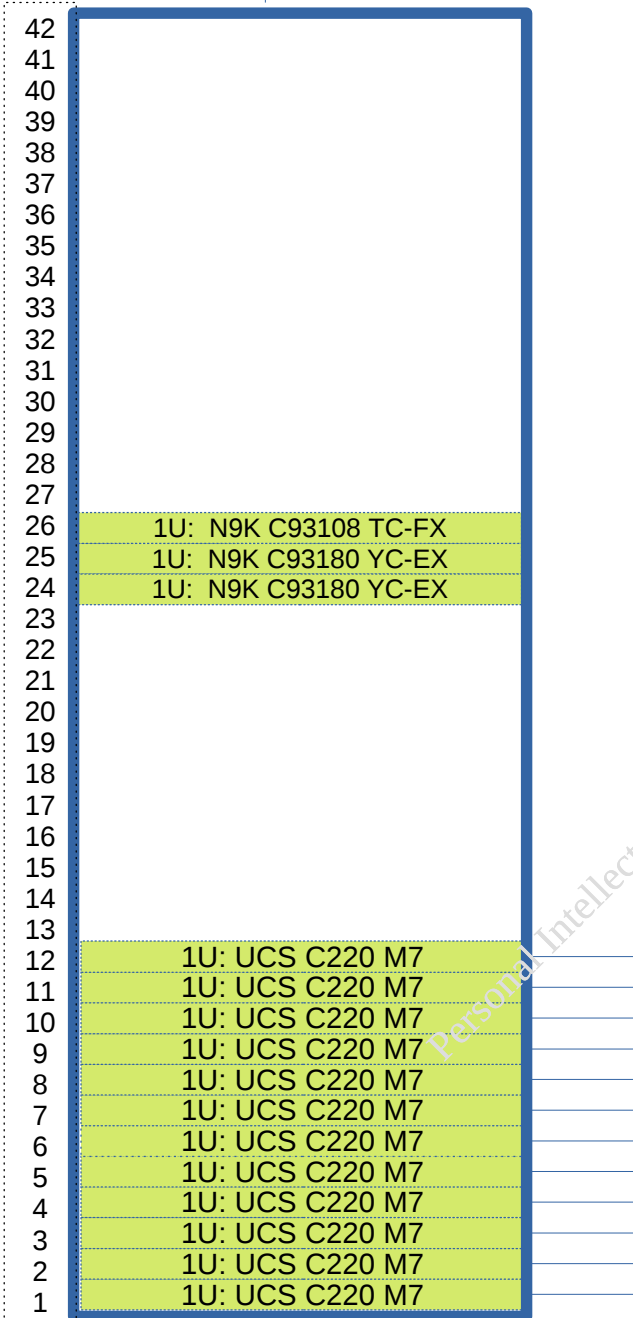 42
41
40
39
38
37
36
35
34
33
32
31
30
29
28
27
26 1U: N9K C93108 TC-FX
25 1U: N9K C93180 YC-EX
24 1U: N9K C93180 YC-EX
23
22
21
20
19
18
17
16
15
14
13
12 1U: UCS C220 M7
11 1U: UCS C220 M7
10 1U: UCS C220 M7
9 1U: UCS C220 M7
8 1U: UCS C220 M7
7 1U: UCS C220 M7
6 1U: UCS C220 M7
5 1U: UCS C220 M7
4 1U: UCS C220 M7
3 1U: UCS C220 M7
2 1U: UCS C220 M7
1 1U: UCS C220 M7
Personal Intellect